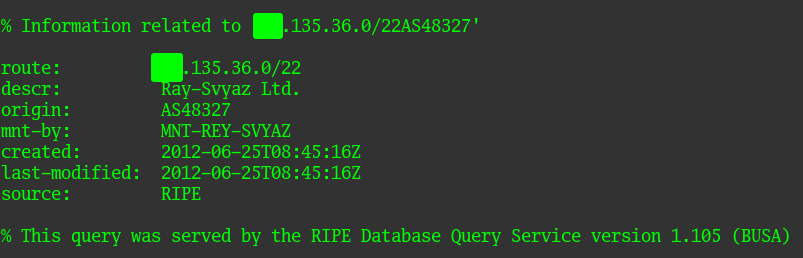 % Information related to .135.36.0/22AS48327'
route: .135.36.0/22
descr: Ray-Svyaz Ltd.
origin: AS48327
mnt-by: MNT-REY-SVYAZ
created: 2012-06-25T08:45:16Z
last-modified: 2012-06-25T08:45:16Z
source: RIPE
% This query was served by the RIPE Database Query Service version 1.105 (BUSA)